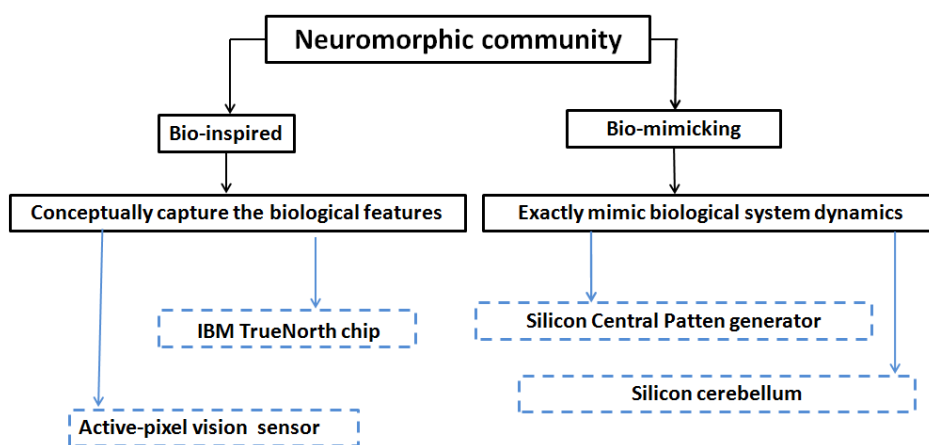 Neuromorphic community
Bio-inspired
Bio-mimicking
Conceptually capture the biological features
Exactly mimic biological system dynamics
IBM TrueNorth chip
Silicon Central Patten generator
Silicon cerebellum
Active-pixel vision sensor